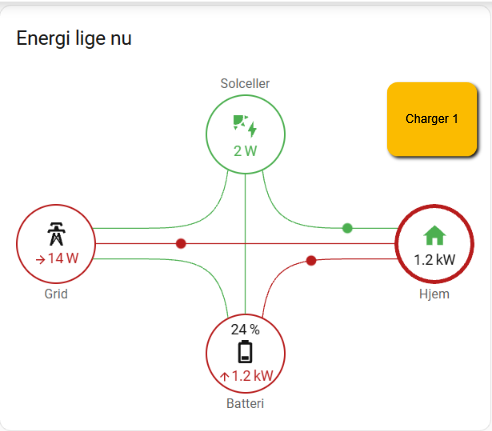 Energi lige nu
Solceller
2 W
Charger 1
→14 W
Grid
1.2 kW
Hjem
24 %
↑1.2 kW
Batteri